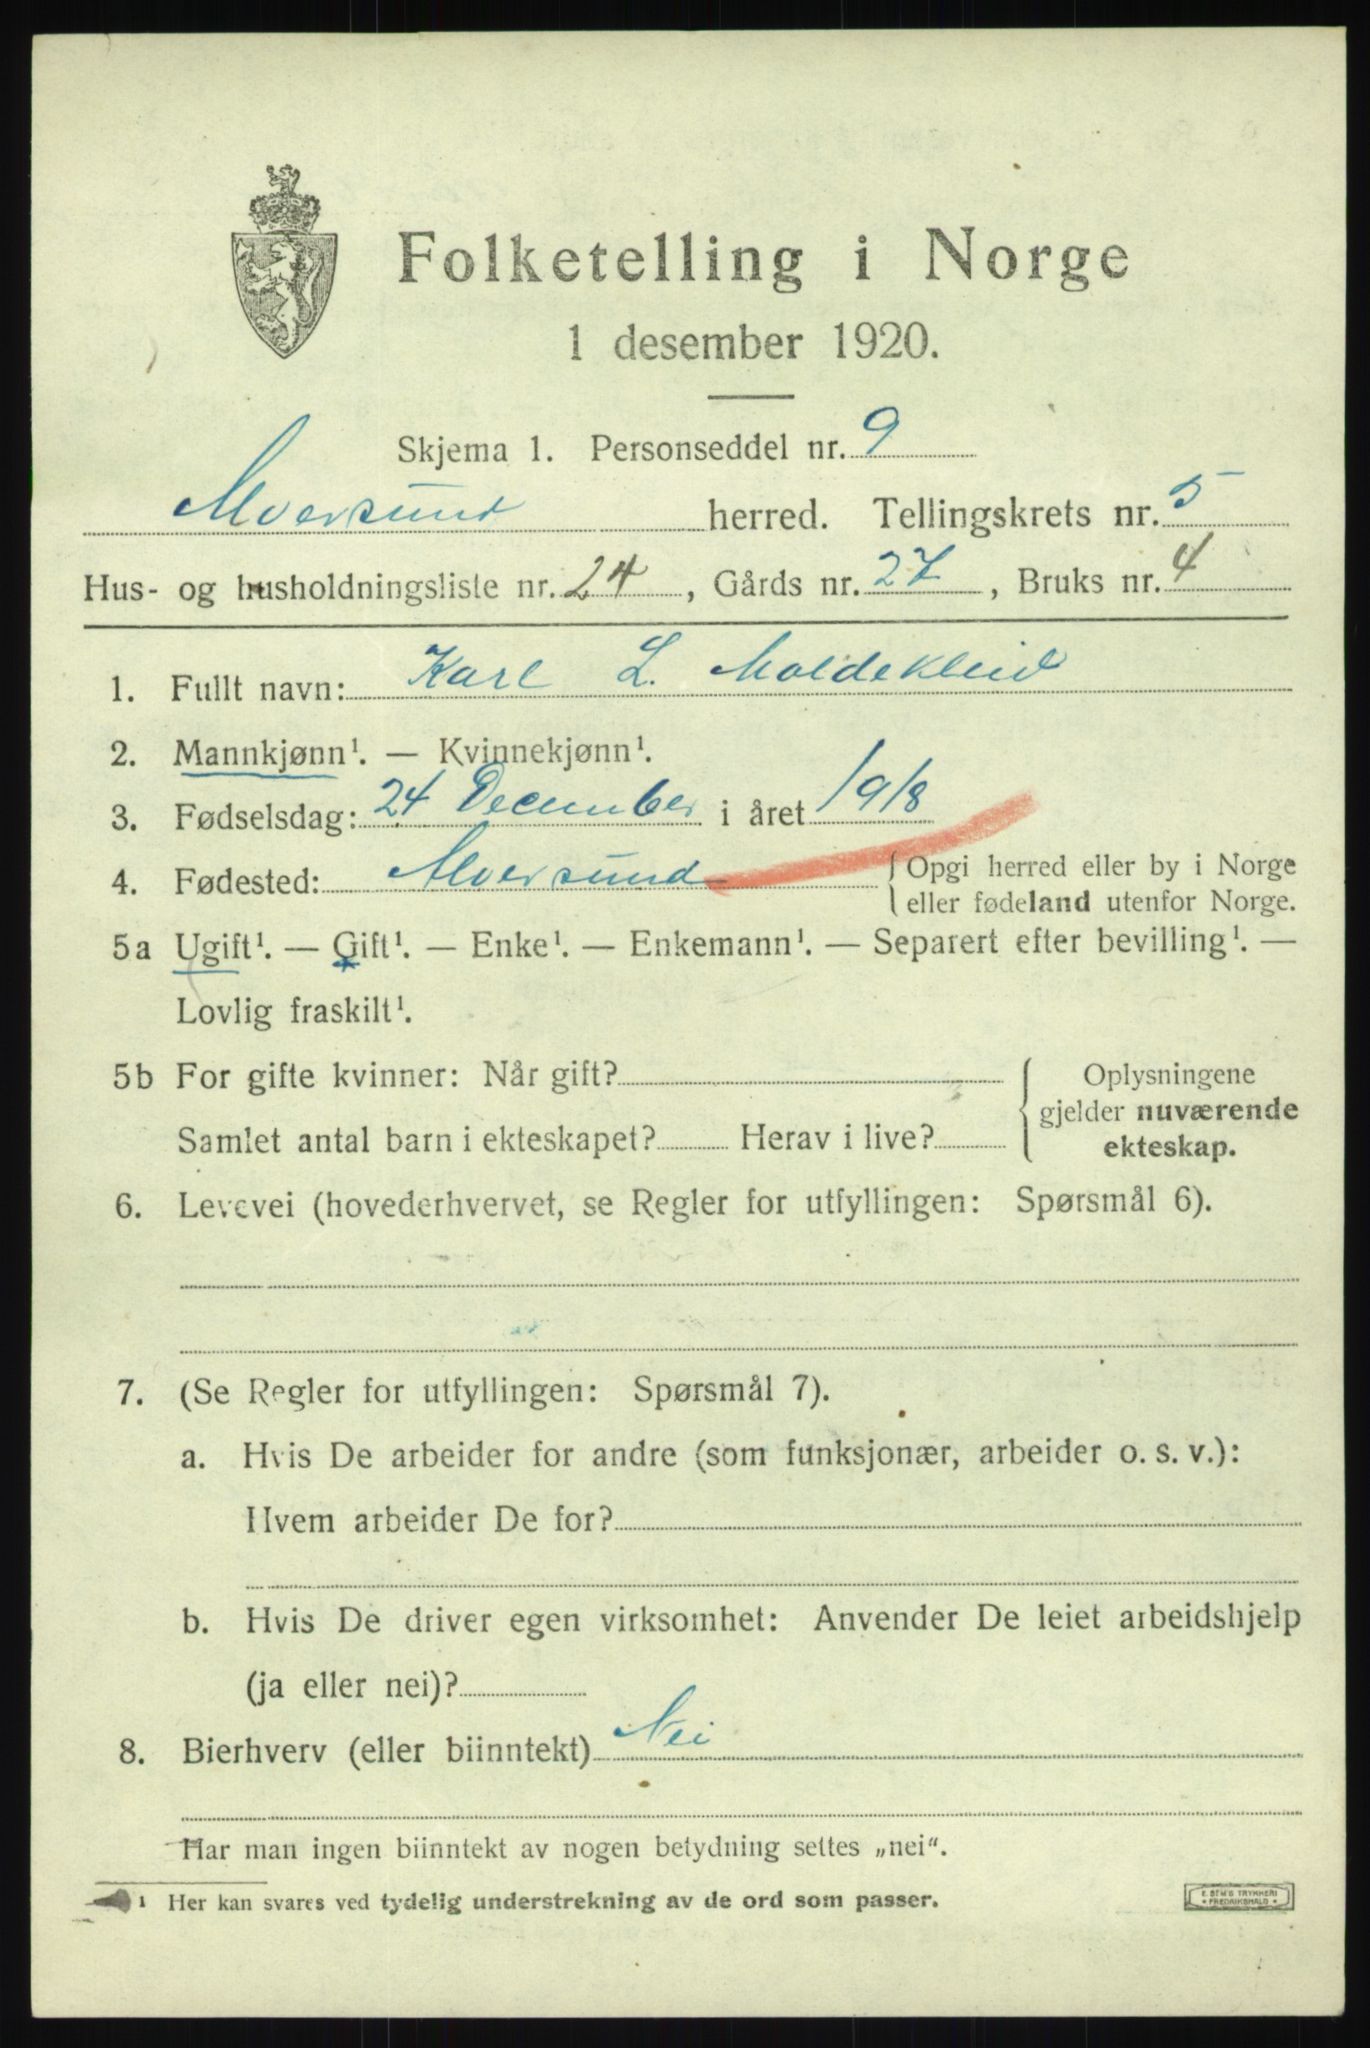 Folketelling i Norge
1 desember 1920.
Skjema 1. Personseddel nr. 9
Alversund herred. Tellingskrets nr. 5
Hus- og husholdningsliste nr. 24, Gårds nr. 27, Bruks nr. 4
1. Fullt navn: Karl L. Moldekleiv
2. Mannkjønn¹. — Kvinnekjønn¹.
3. Fødselsdag: 24 December i året 1918
4. Fødested: Alversund {Opgi herred eller by i Norge
eller fødeland utenfor Norge.
5a Ugift¹. — Gift¹. — Enke¹. — Enkemann¹. — Separert efter bevilling¹. —
Lovlig fraskilt¹.
5b For gifte kvinner: Når gift? { Oplysningene
gjelder nuværende
Samlet antal barn i ekteskapet? Herav i live? ekteskap.
6. Levevei (hovederhvervet, se Regler for utfyllingen: Spørsmål 6).
7. (Se Regler for utfyllingen: Spørsmål 7).
a. Hvis De arbeider for andre (som funksjonær, arbeider o. s. v.):
Hvem arbeider De for?
b. Hvis De driver egen virksomhet: Anvender De leiet arbeidshjelp
(ja eller nei)?
8. Bierhverv (eller biinntekt) Nei
Har man ingen biinntekt av nogen betydning settes „nei“.
¹ Her kan svares ved tydelig understrekning av de ord som passer.
E. SEM'S TRYKKERI
FREDRIKSHALD